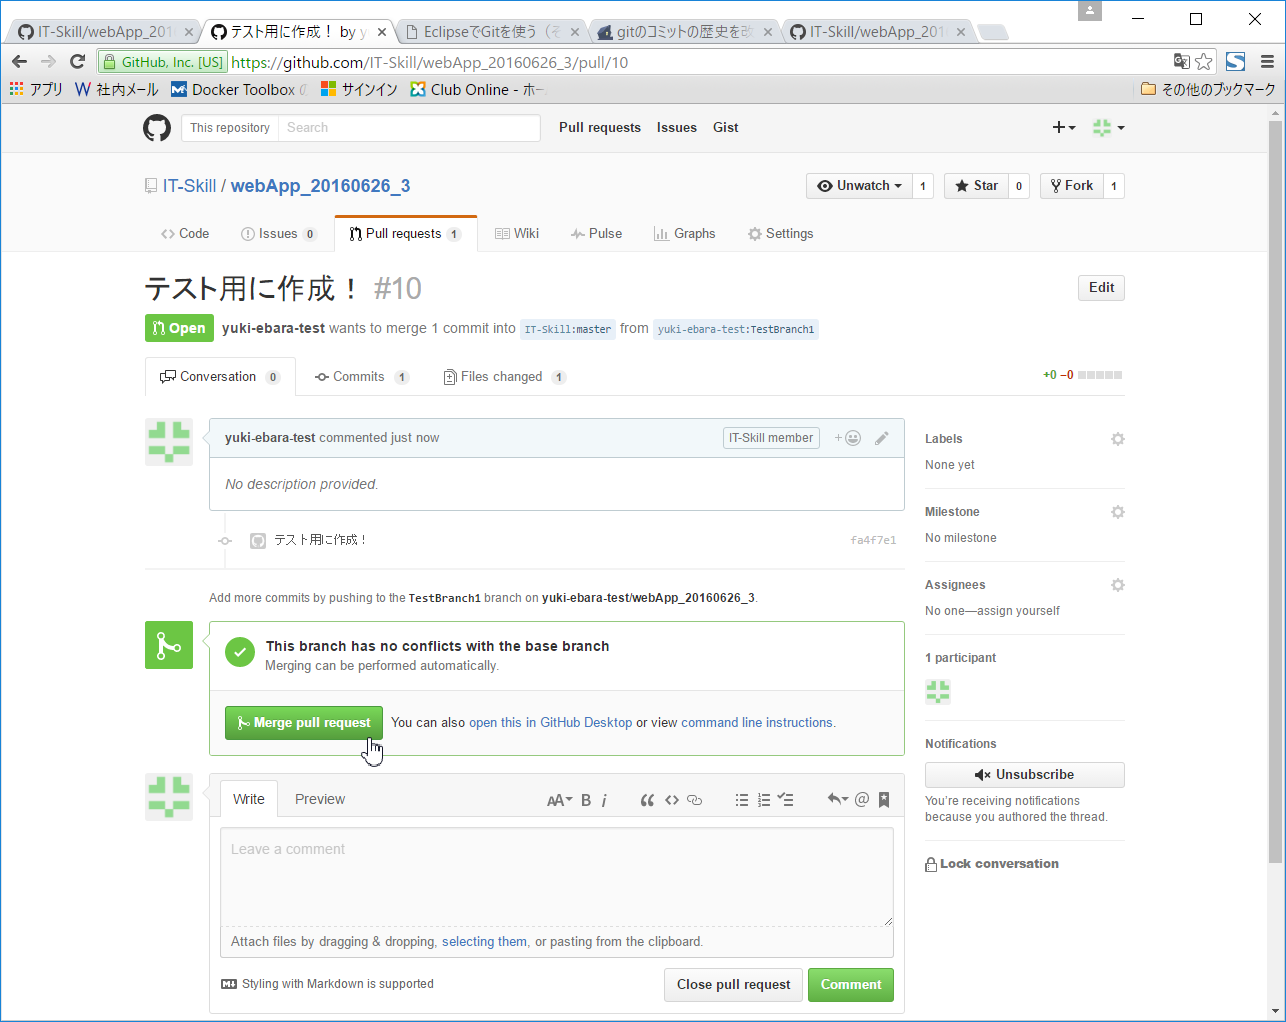 IT-Skill/webApp_201
テスト用に作成！ by y
EclipseでGitを使う（そ
gitのコミットの歴史を改
IT-Skill/webApp_201
GitHub, Inc. [US] https://github.com/IT-Skill/webApp_20160626_3/pull/10
アプリ 社内メール Docker Toolbox サインイン Club Online - ホー その他のブックマーク
This repository Search Pull requests Issues Gist
IT-Skill / webApp_20160626_3 Unwatch 1 Star 0 Fork 1
Code Issues 0 Pull requests 1 Wiki Pulse Graphs Settings
テスト用に作成！ #10 Edit
Open yuki-ebara-test wants to merge 1 commit into IT-Skill:master from yuki-ebara-test:TestBranch1
Conversation 0 Commits 1 Files changed 1 +0 −0
yuki-ebara-test commented just now IT-Skill member
No description provided.
テスト用に作成！ fa4f7e1
Add more commits by pushing to the TestBranch1 branch on yuki-ebara-test/webApp_20160626_3.
This branch has no conflicts with the base branch
Merging can be performed automatically.
Merge pull request You can also open this in GitHub Desktop or view command line instructions.
Write Preview AA B i
Leave a comment
Attach files by dragging & dropping, selecting them, or pasting from the clipboard.
Styling with Markdown is supported Close pull request Comment
Labels
None yet
Milestone
No milestone
Assignees
No one—assign yourself
1 participant
Notifications
Unsubscribe
You're receiving notifications
because you authored the thread.
Lock conversation